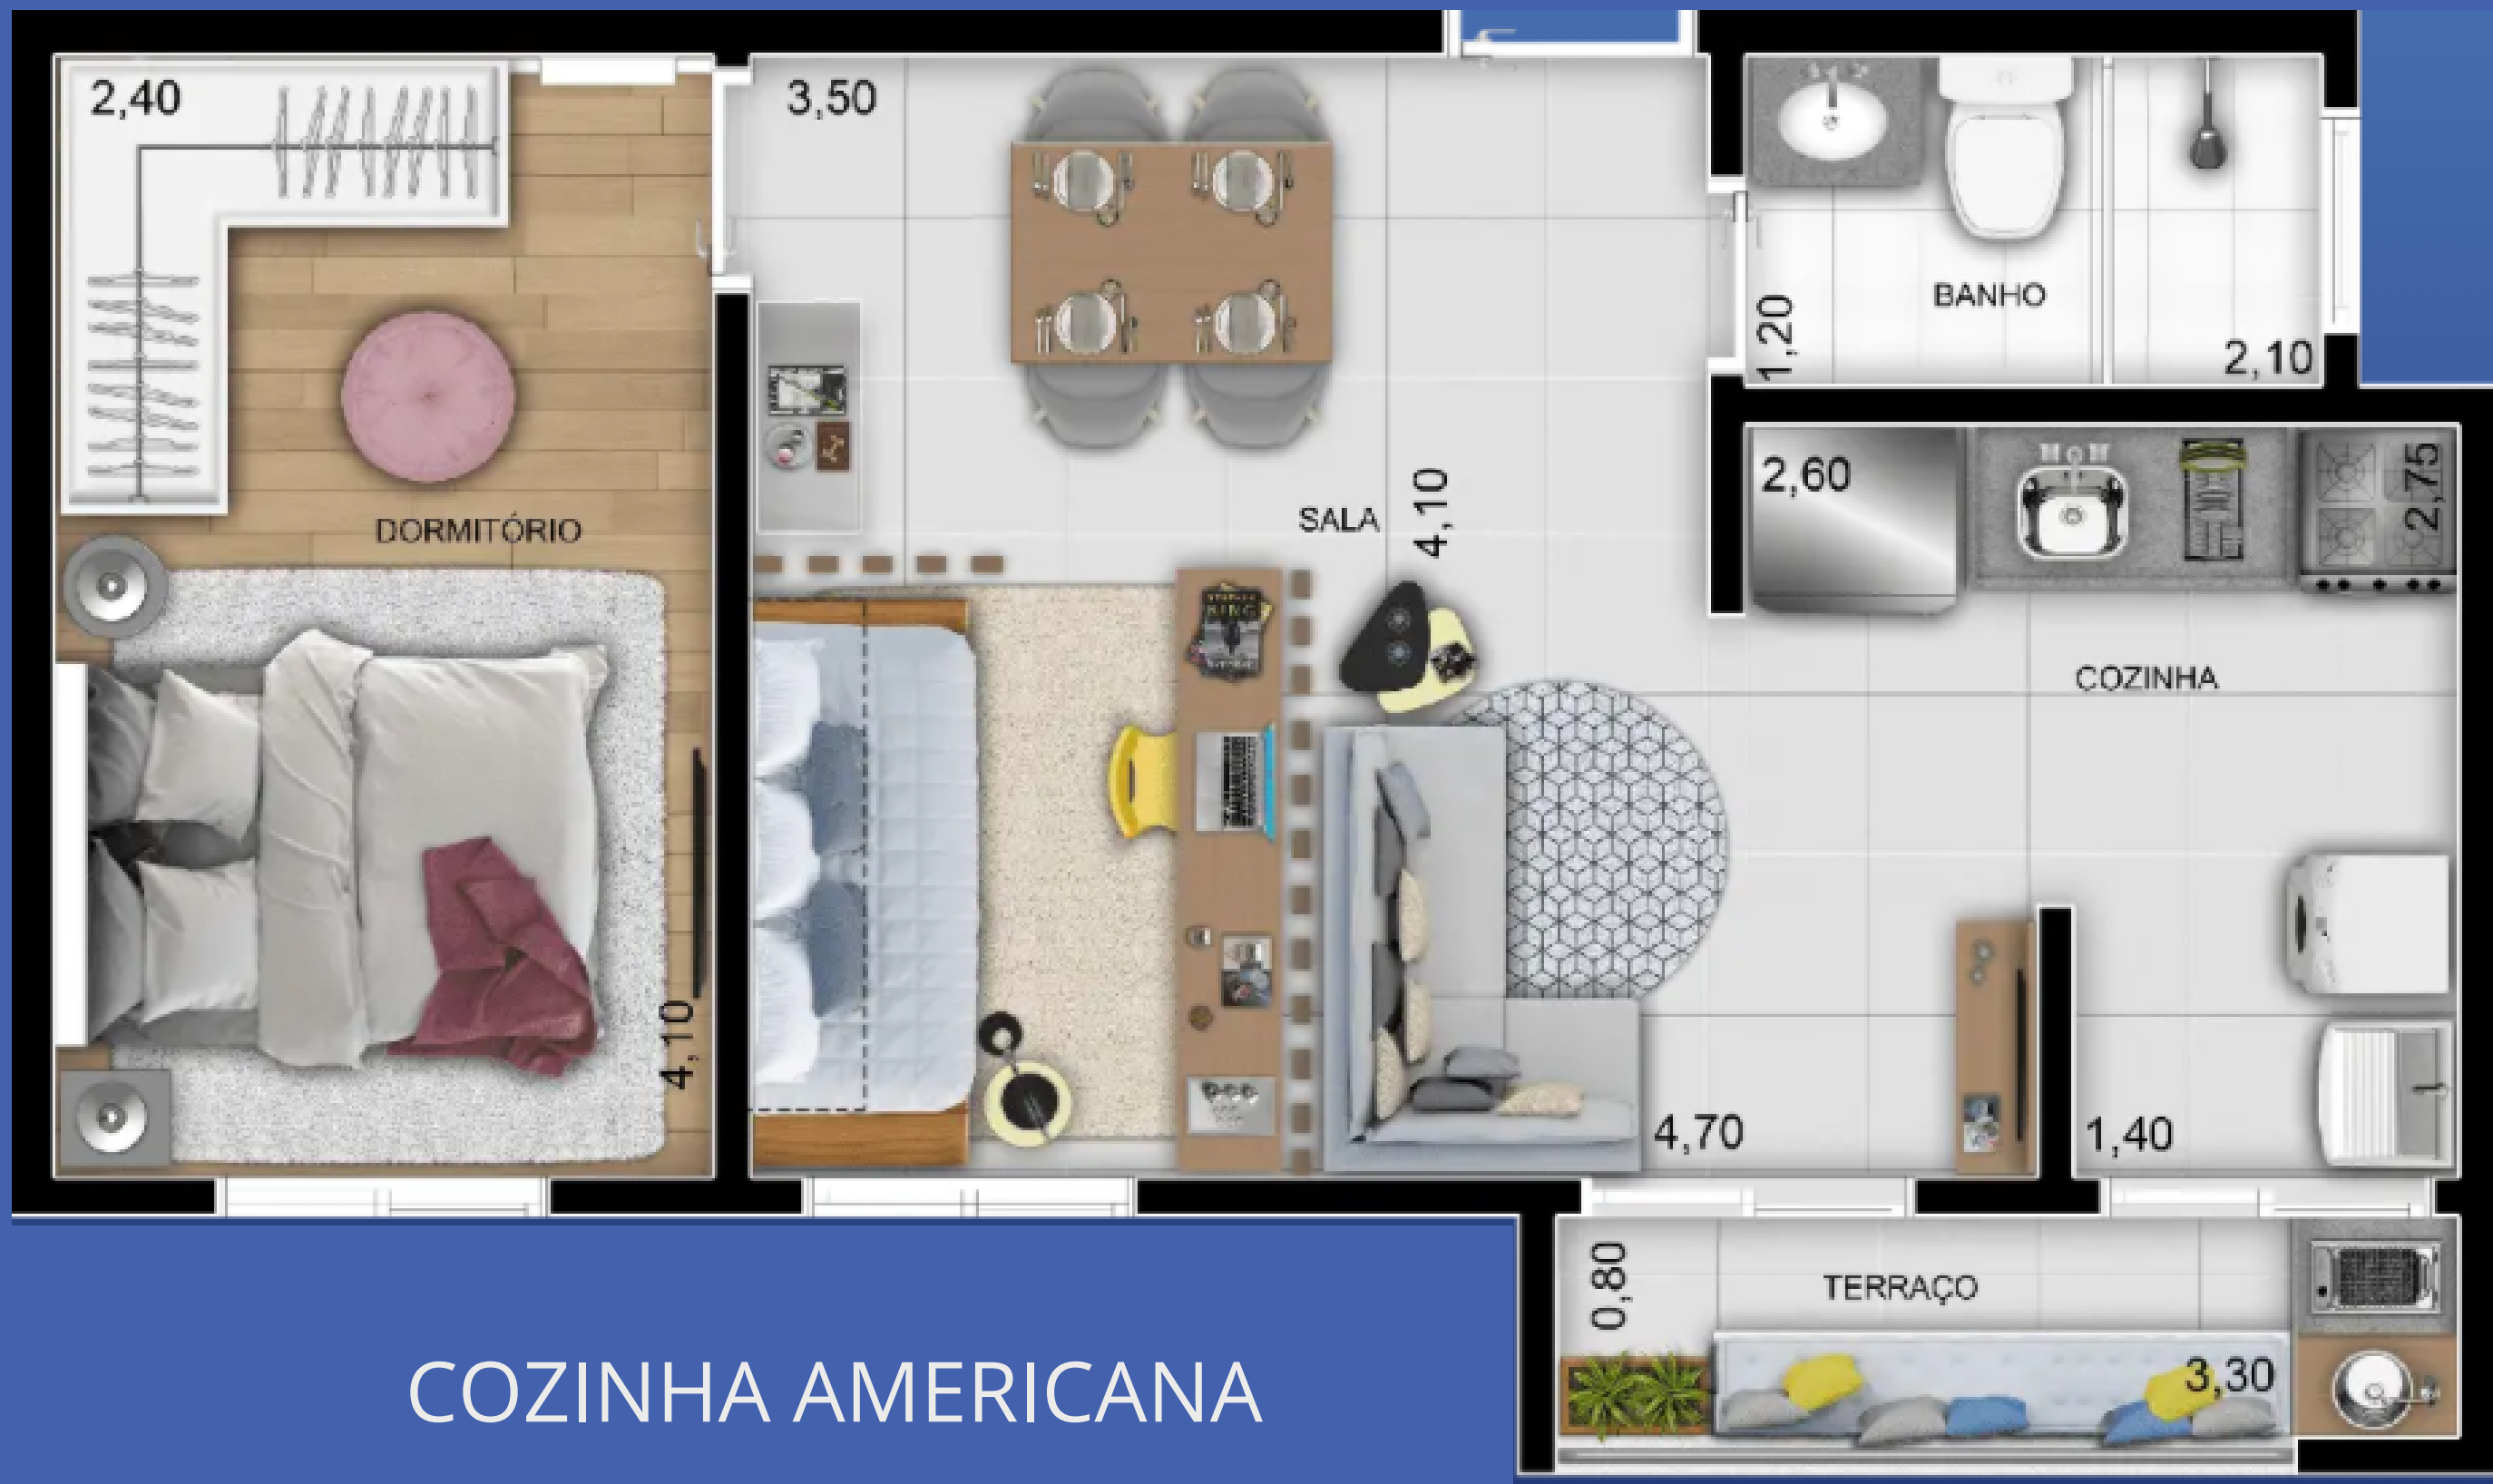 2,40
3,50
BANHO
1,20
2,10
2,60
2,75
DORMITÓRIO
SALA
4,10
KING
COZINHA
4,10
4,70
1,40
0,80
TERRAÇO
3,30
COZINHA AMERICANA